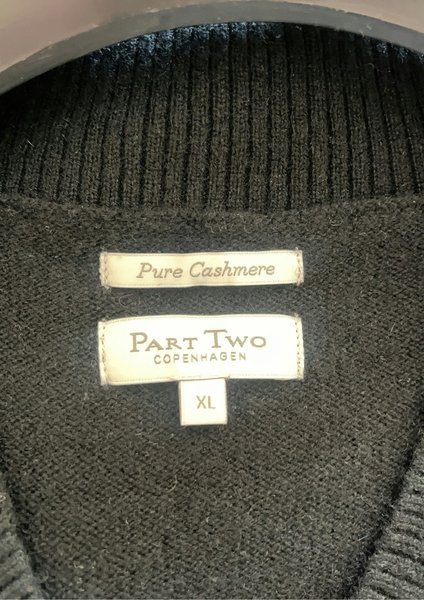 Pure Cashmere
PART TWO
COPENHAGEN
XL